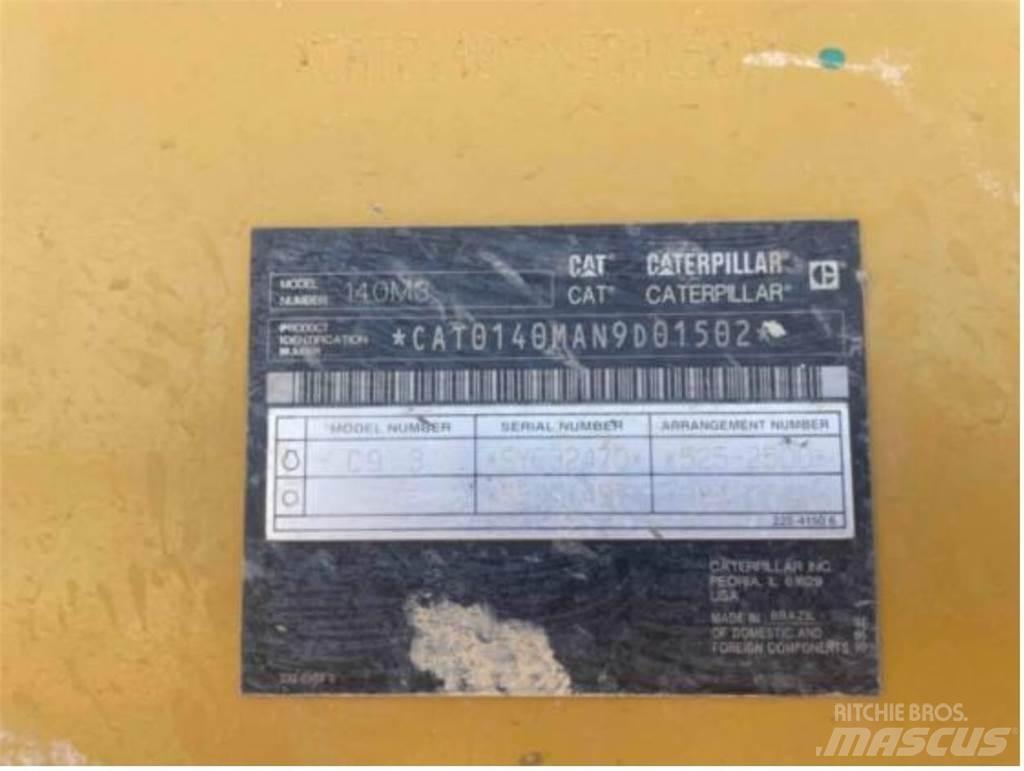 CAT CATERPILLAR
MODEL NUMBER 140M3
CAT® CATERPILLAR®
PRODUCT IDENTIFICATION NUMBER *CAT0140MAN9D01502*
MODEL NUMBER SERIAL NUMBER ARRANGEMENT NUMBER
C9.3
225-4150 6
CATERPILLAR INC.
PEORIA, IL 61629
USA
MADE IN BRAZIL
OF DOMESTIC AND
FOREIGN COMPONENTS
RITCHIE BROS.
MASCUS